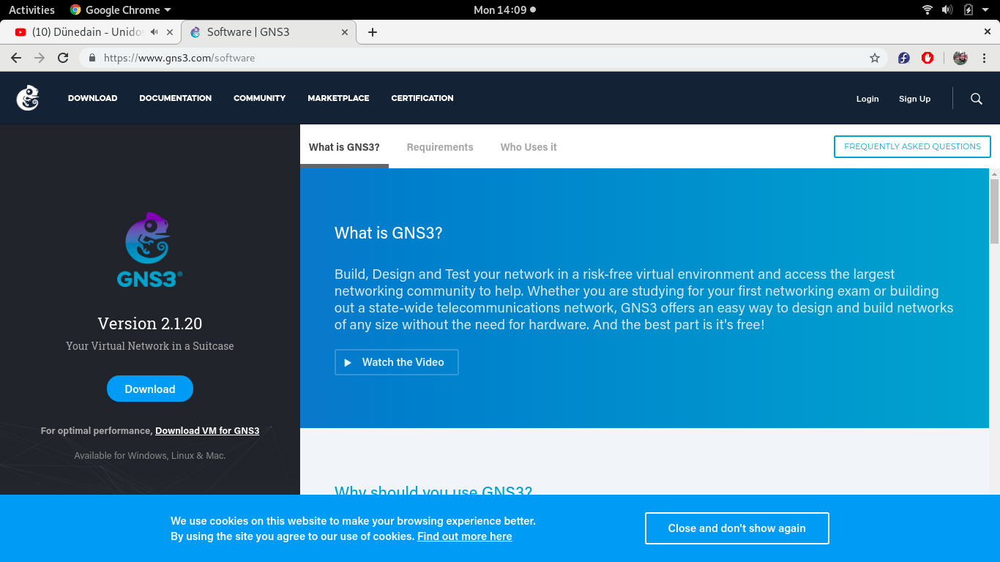 Activities Google Chrome Mon 14:09
(10) Dünedain - Unidos Software | GNS3
https://www.gns3.com/software
DOWNLOAD DOCUMENTATION COMMUNITY MARKETPLACE CERTIFICATION Login Sign Up
What is GNS3? Requirements Who Uses it FREQUENTLY ASKED QUESTIONS
GNS3®
Version 2.1.20
Your Virtual Network in a Suitcase
Download
For optimal performance, Download VM for GNS3
Available for Windows, Linux & Mac.
What is GNS3?
Build, Design and Test your network in a risk-free virtual environment and access the largest
networking community to help. Whether you are studying for your first networking exam or building
out a state-wide telecommunications network, GNS3 offers an easy way to design and build networks
of any size without the need for hardware. And the best part is it's free!
Watch the Video
Why should you use GNS3?
We use cookies on this website to make your browsing experience better.
By using the site you agree to our use of cookies. Find out more here
Close and don't show again